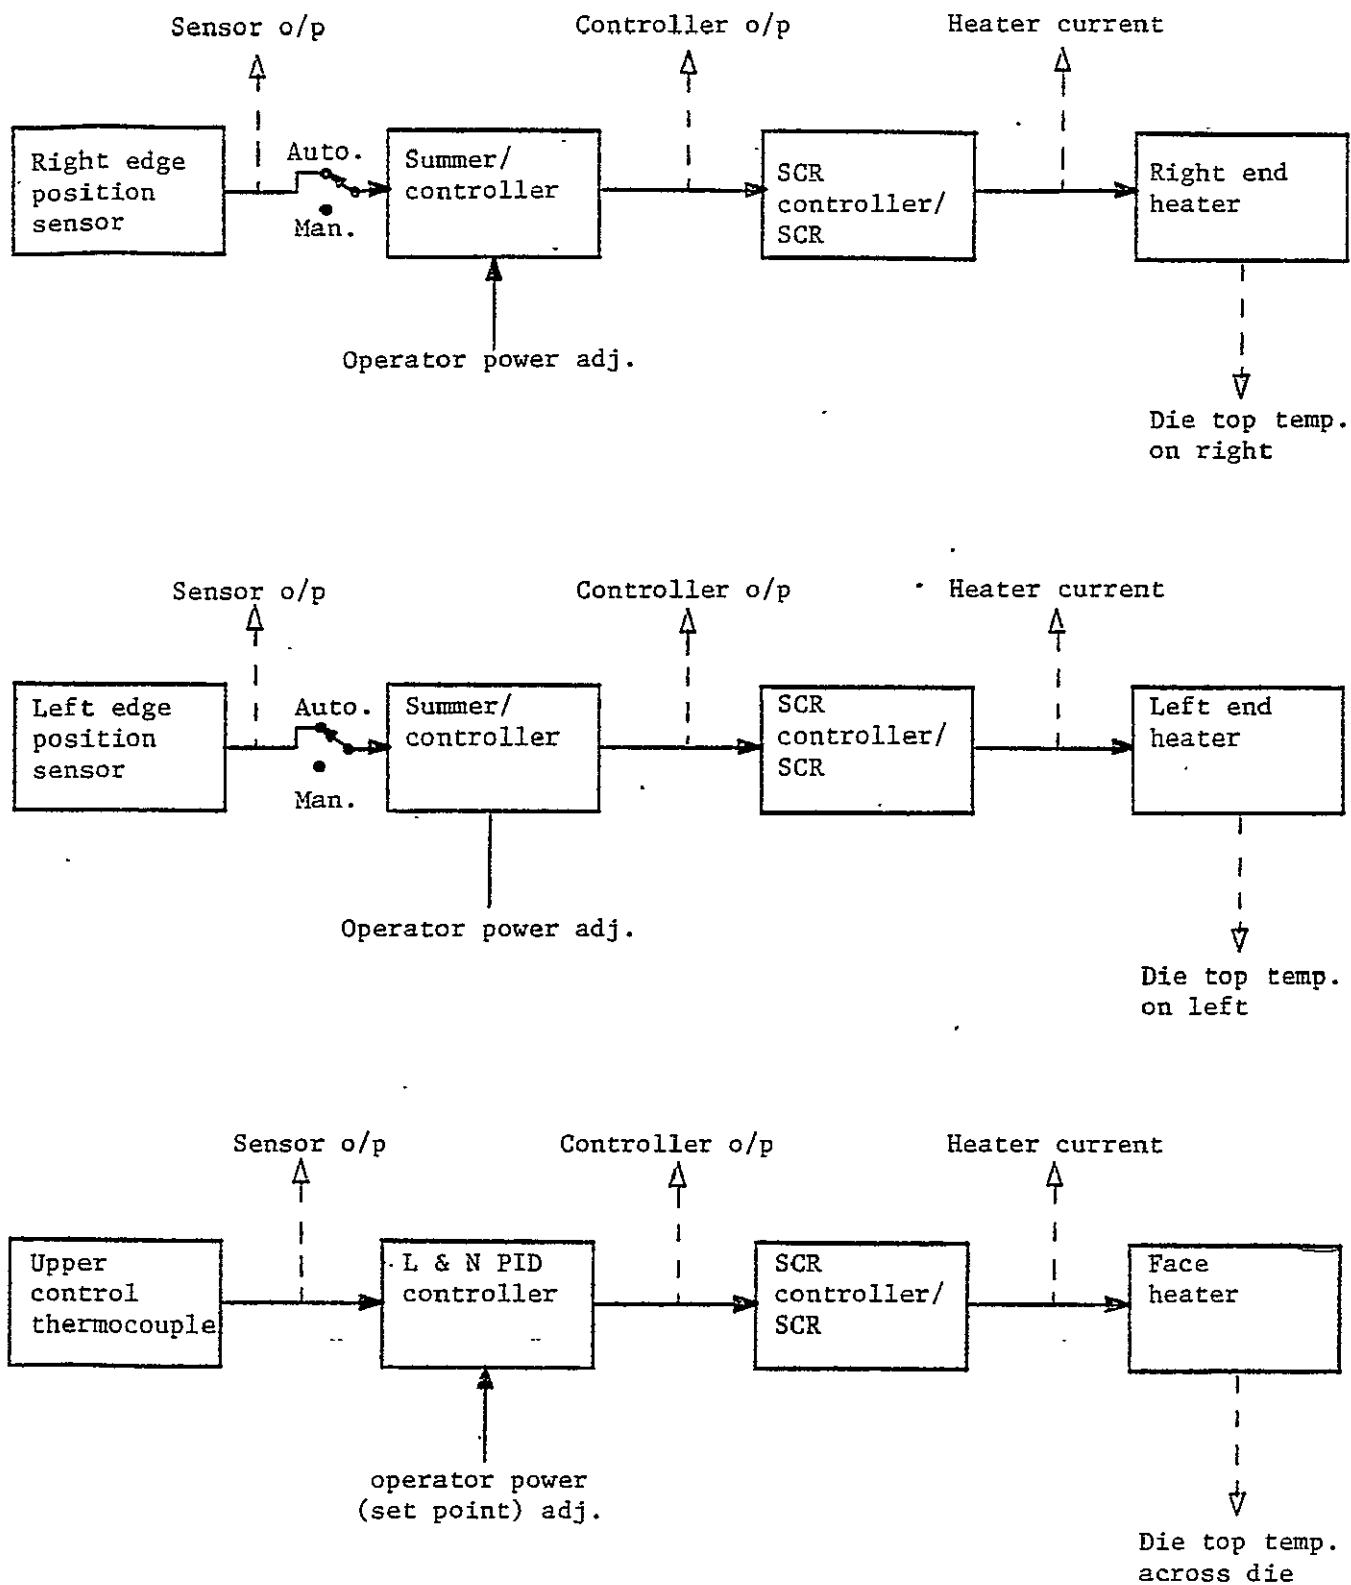 Sensor o/p
Controller o/p
Heater current
Right edge
position
sensor
Auto.
Man.
Summer/
controller
SCR
controller/
SCR
Right end
heater
Operator power adj.
Die top temp.
on right
Sensor o/p
Controller o/p
Heater current
Left edge
position
sensor
Auto.
Man.
Summer/
controller
SCR
controller/
SCR
Left end
heater
Operator power adj.
Die top temp.
on left
Sensor o/p
Controller o/p
Heater current
Upper
control
thermocouple
L & N PID
controller
SCR
controller/
SCR
Face
heater
operator power
(set point) adj.
Die top temp.
across die